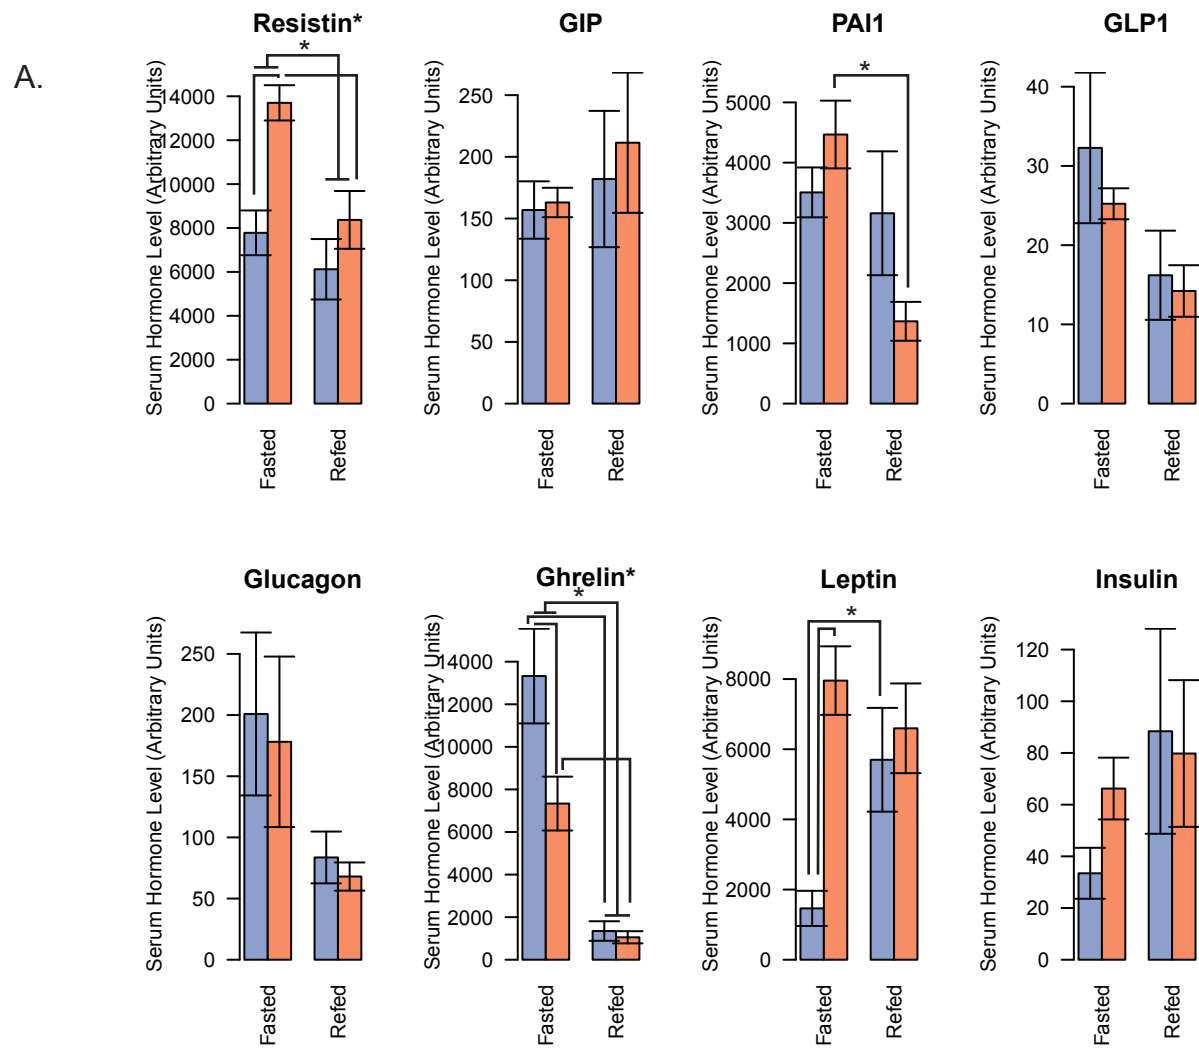 A.
Resistin*
*
Serum Hormone Level (Arbitrary Units)
14000
12000
10000
8000
6000
4000
2000
0
Fasted
Refed
GIP
Serum Hormone Level (Arbitrary Units)
250
200
150
100
50
0
Fasted
Refed
PAI1
*
Serum Hormone Level (Arbitrary Units)
5000
4000
3000
2000
1000
0
Fasted
Refed
GLP1
Serum Hormone Level (Arbitrary Units)
40
30
20
10
0
Fasted
Refed
Glucagon
Serum Hormone Level (Arbitrary Units)
250
200
150
100
50
0
Fasted
Refed
Ghrelin*
*
Serum Hormone Level (Arbitrary Units)
14000
12000
10000
8000
6000
4000
2000
0
Fasted
Refed
Leptin
*
Serum Hormone Level (Arbitrary Units)
8000
6000
4000
2000
0
Fasted
Refed
Insulin
Serum Hormone Level (Arbitrary Units)
120
100
80
60
40
20
0
Fasted
Refed